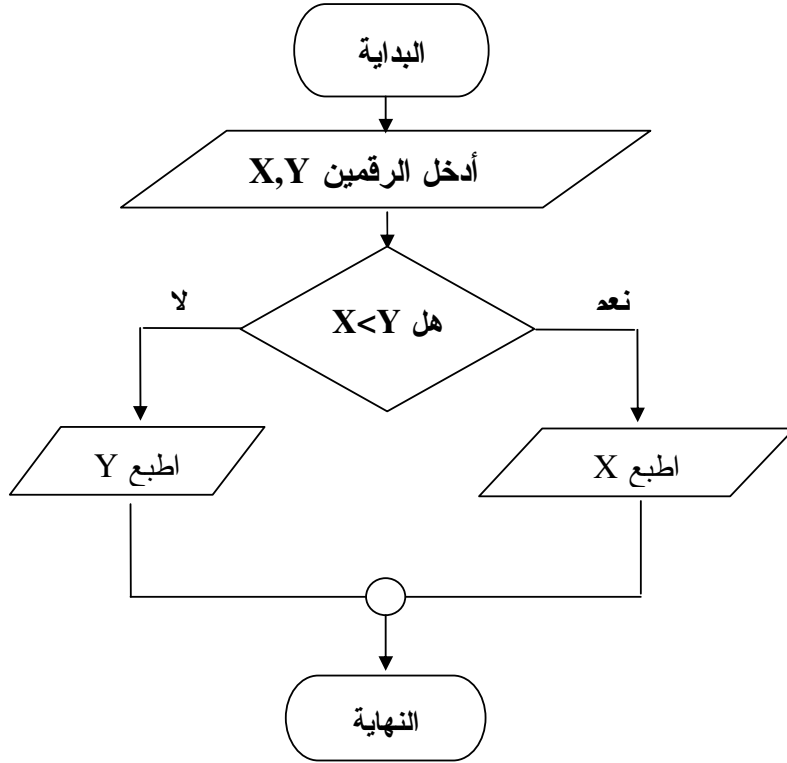 البداية
أدخل الرقمين X,Y
نعم
لا
هل X<Y
اطبع X
اطبع Y
النهاية